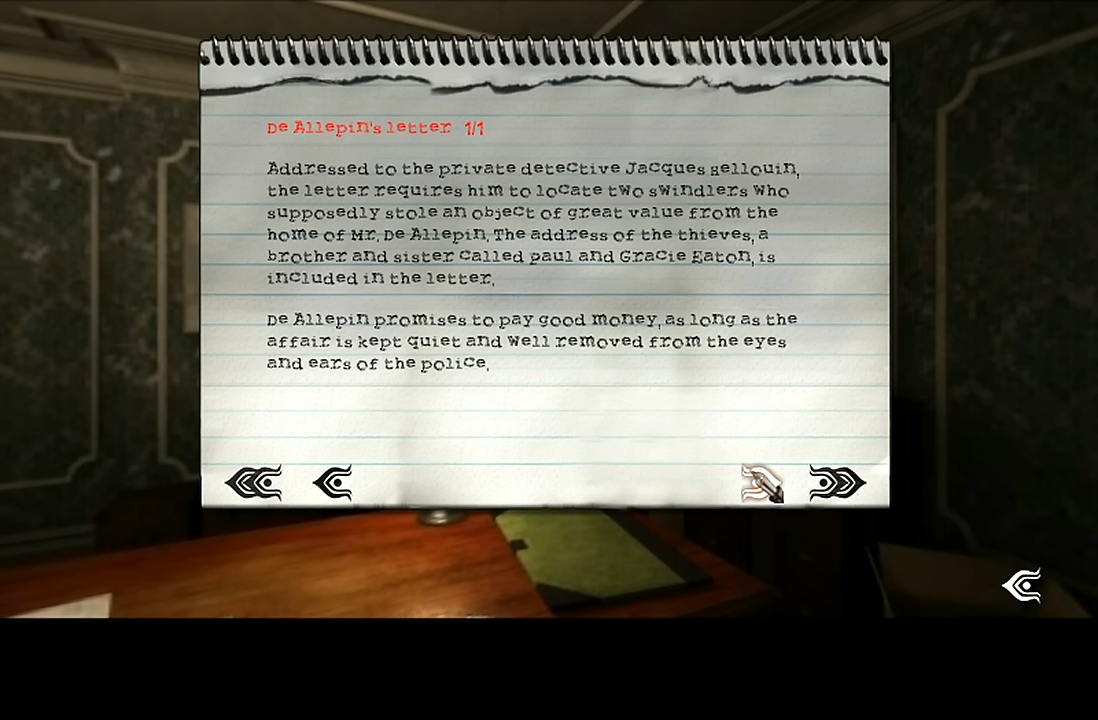 De Allepin's letter 1/1
Addressed to the private detective Jacques Gellouin,
the letter requires him to locate two swindlers who
supposedly stole an object of great value from the
home of Mr. De Allepin. The address of the thieves, a
brother and sister called Paul and Gracie Eaton, is
included in the letter.
De Allepin promises to pay good money, as long as the
affair is kept quiet and well removed from the eyes
and ears of the police.